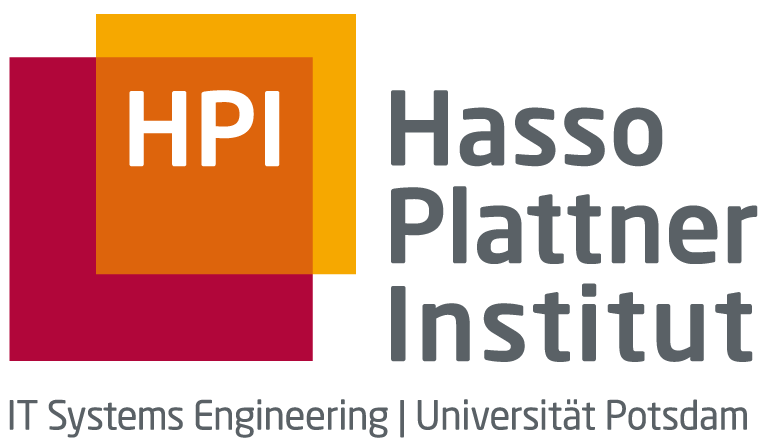 HPI
Hasso
Plattner
Institut
IT Systems Engineering | Universität Potsdam